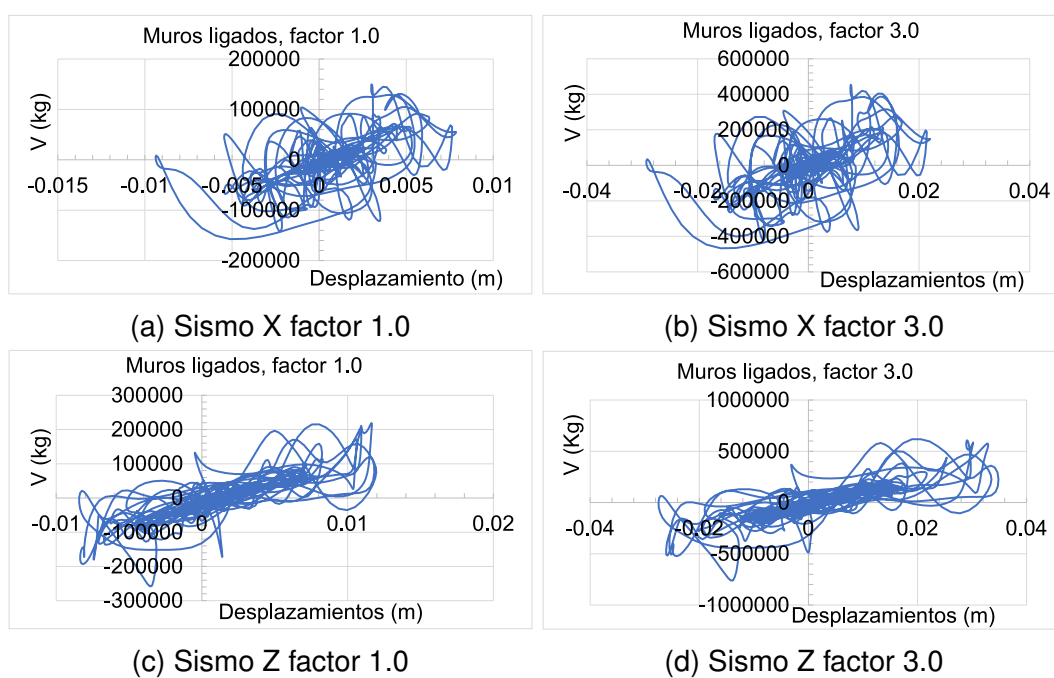 Muros ligados, factor 1.0
200000
100000
0
-100000
-200000
-0.015
-0.01
-0.005
0
0.005
0.01
V (kg)
Desplazamiento (m)
(a) Sismo X factor 1.0
Muros ligados, factor 3.0
600000
400000
200000
0
-200000
-400000
-600000
-0.04
-0.02
0
0.02
0.04
V (kg)
Desplazamientos (m)
(b) Sismo X factor 3.0
Muros ligados, factor 1.0
300000
200000
100000
0
-100000
-200000
-300000
-0.01
0
0.01
0.02
V (kg)
Desplazamientos (m)
(c) Sismo Z factor 1.0
Muros ligados, factor 3.0
1000000
500000
0
-500000
-1000000
-0.04
-0.02
0
0.02
0.04
V (Kg)
Desplazamientos (m)
(d) Sismo Z factor 3.0